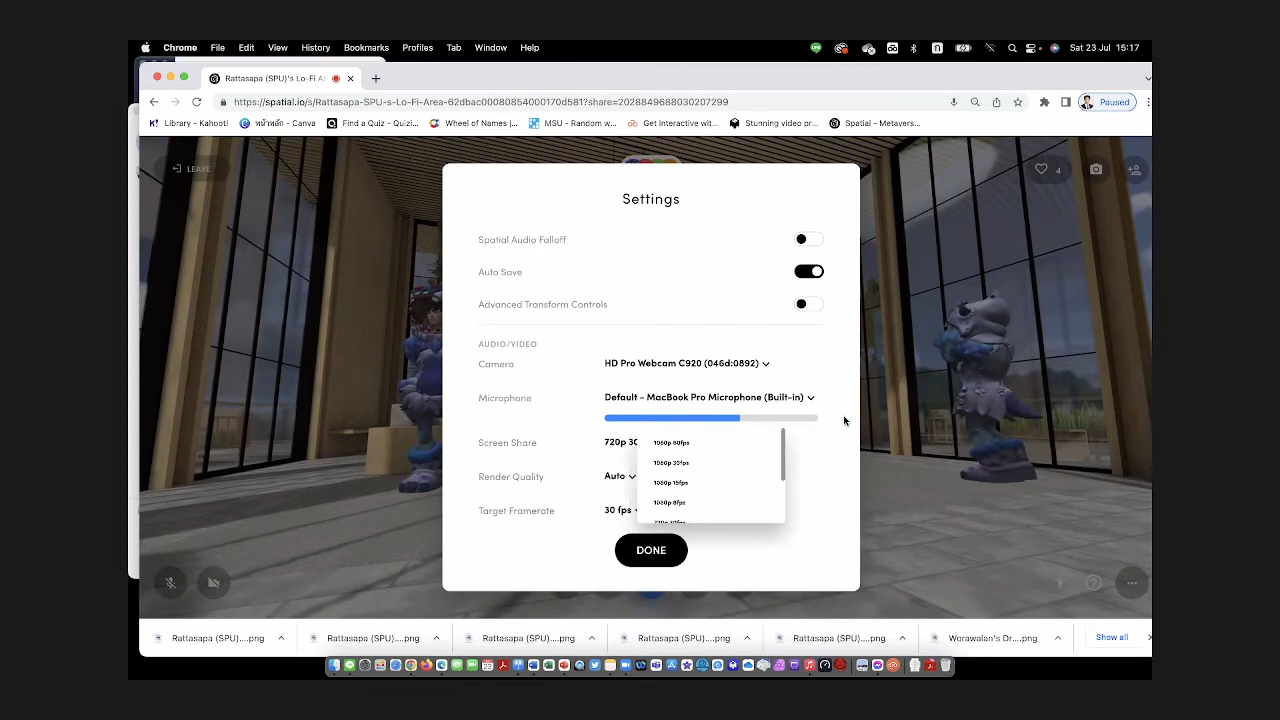 Chrome File Edit View History Bookmarks Profiles Tab Window Help Sat 23 Jul 15:17
Rattasapa (SPU)'s Lo-Fi Ar
https://spatial.io/s/Rattasapa-SPU-s-Lo-Fi-Area-62dbac00080854000170d581?share=2028849688030207299 Paused
Library - Kahoot! หน้าหลัก - Canva Find a Quiz - Quizi... Wheel of Names |... MSU - Random w... Get interactive wit... Stunning video pr... Spatial - Metavers...
LEAVE 4
Settings
Spatial Audio Falloff
Auto Save
Advanced Transform Controls
AUDIO/VIDEO
Camera HD Pro Webcam C920 (046d:0892)
Microphone Default - MacBook Pro Microphone (Built-in)
Screen Share 720p 30
1080p 60fps
1080p 30fps
Render Quality Auto
1080p 15fps
1080p 8fps
Target Framerate 30 fps
DONE
Rattasapa (SPU)....png Rattasapa (SPU)....png Rattasapa (SPU)....png Rattasapa (SPU)....png Rattasapa (SPU)....png Worawalan's Dr....png Show all